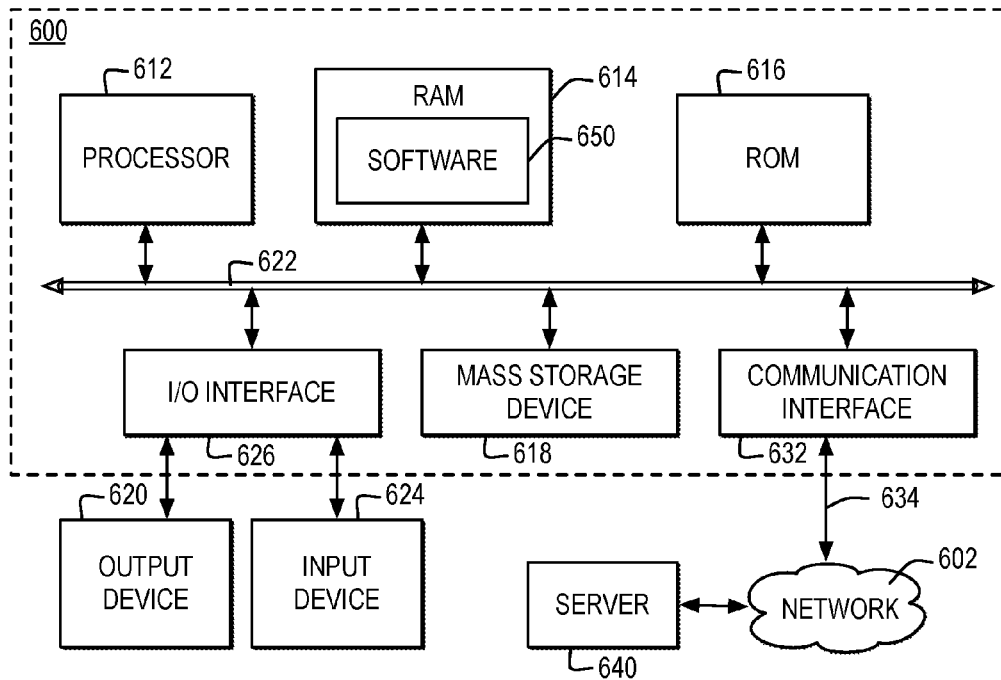 600
612
PROCESSOR
RAM
614
SOFTWARE
650
616
ROM
622
I/O INTERFACE
626
MASS STORAGE
DEVICE
618
COMMUNICATION
INTERFACE
632
620
OUTPUT
DEVICE
624
INPUT
DEVICE
634
SERVER
640
602
NETWORK